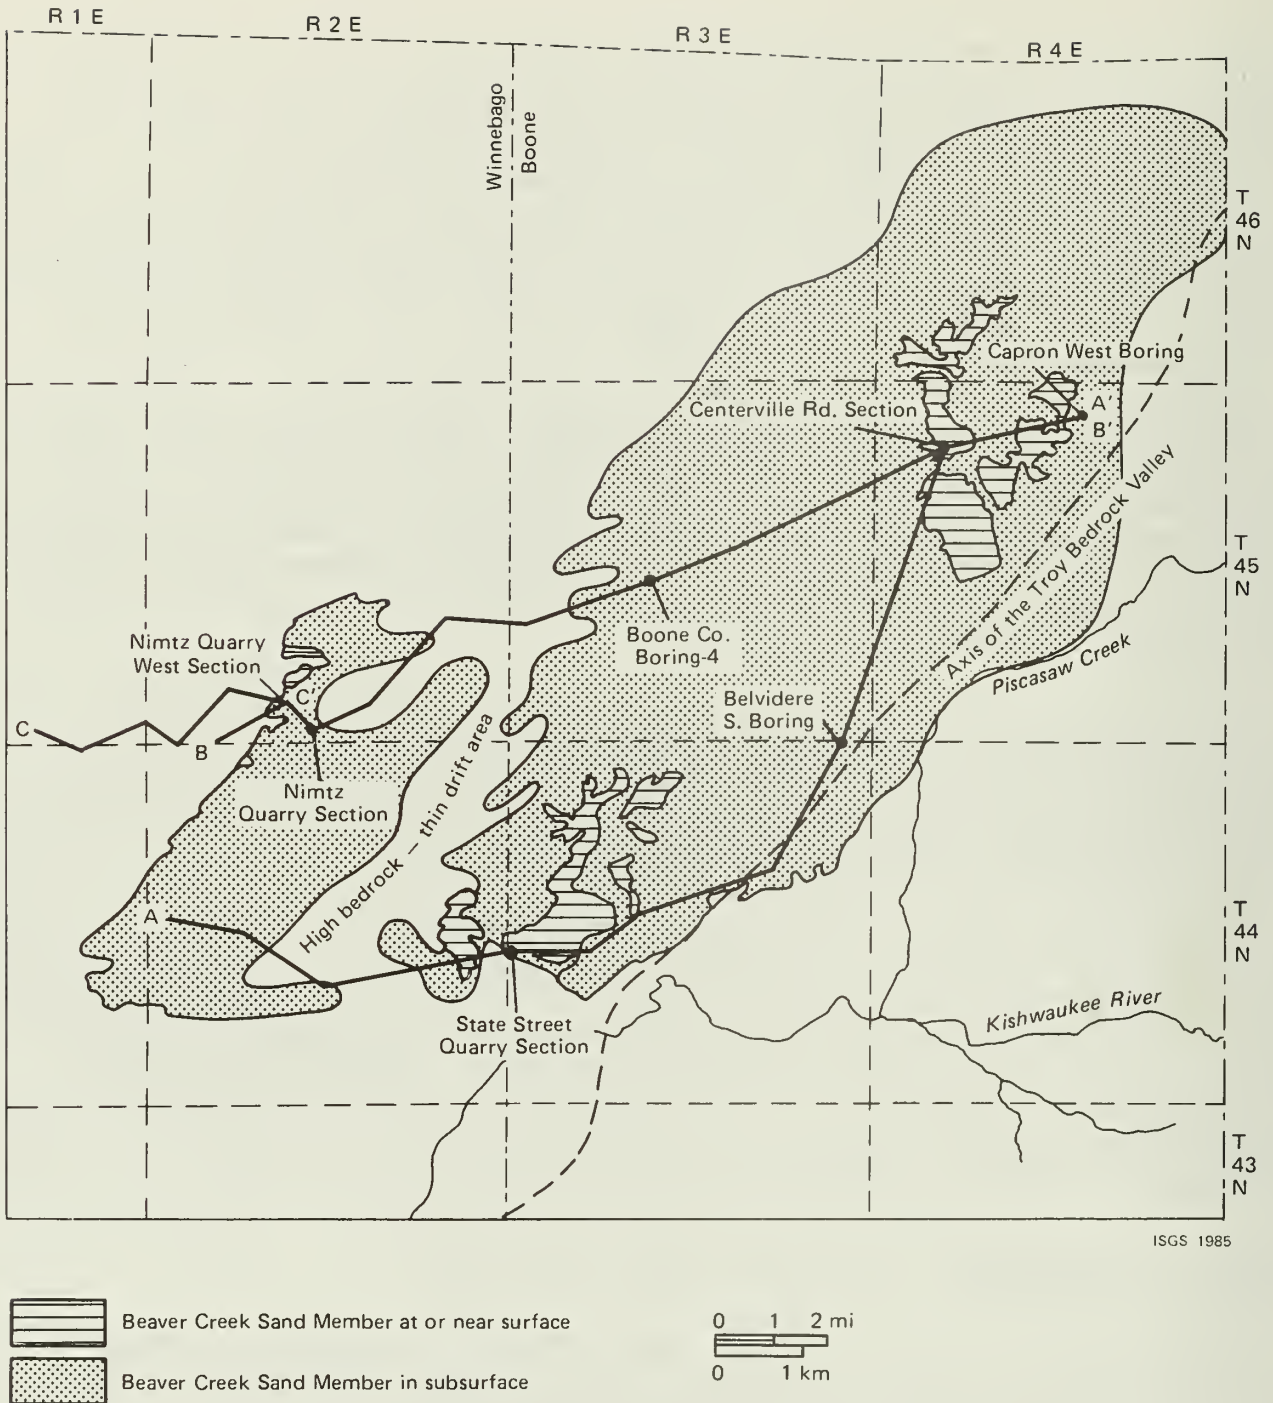 R 1 E
R 2 E
R 3 E
R 4 E
Winnebago
Boone
T
46
N
Capron West Boring
Centerville Rd. Section
A'
B'
Axis of the Troy Bedrock Valley
T
45
N
Piscasaw Creek
Boone Co.
Boring-4
Nimtz Quarry
West Section
C'
C
B
Belvidere
S. Boring
Nimtz
Quarry Section
High bedrock – thin drift area
A
T
44
N
Kishwaukee River
State Street
Quarry Section
T
43
N
ISGS 1985
Beaver Creek Sand Member at or near surface
Beaver Creek Sand Member in subsurface
0 1 2 mi
0 1 km